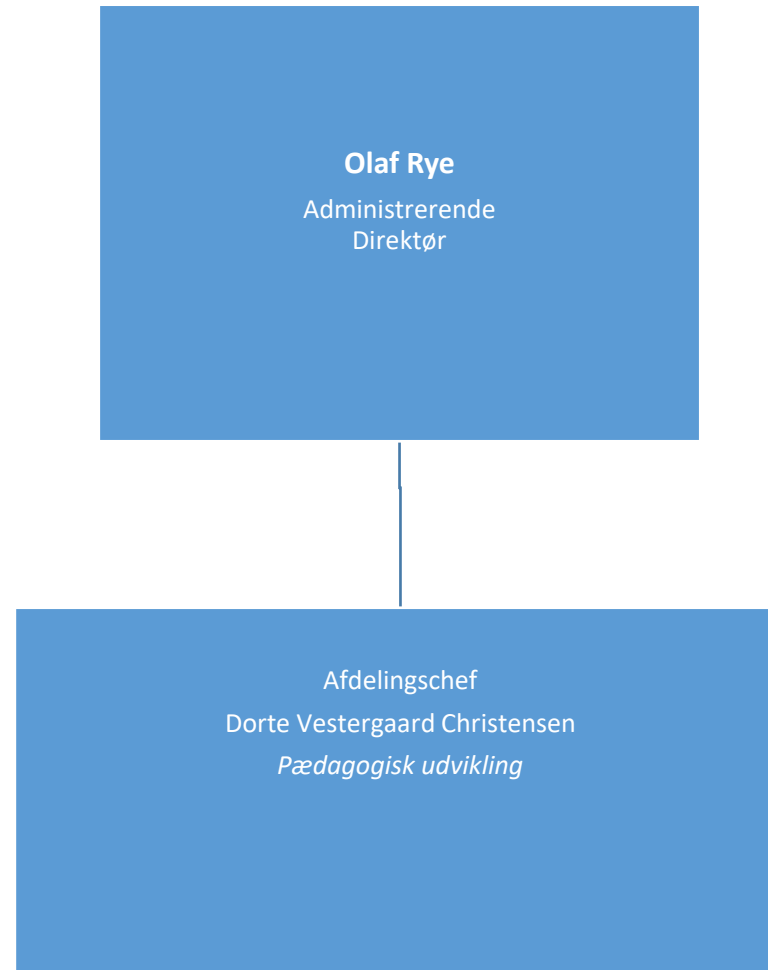 Olaf Rye
Administrerende
Direktør
Afdelingschef
Dorte Vestergaard Christensen
Pædagogisk udvikling